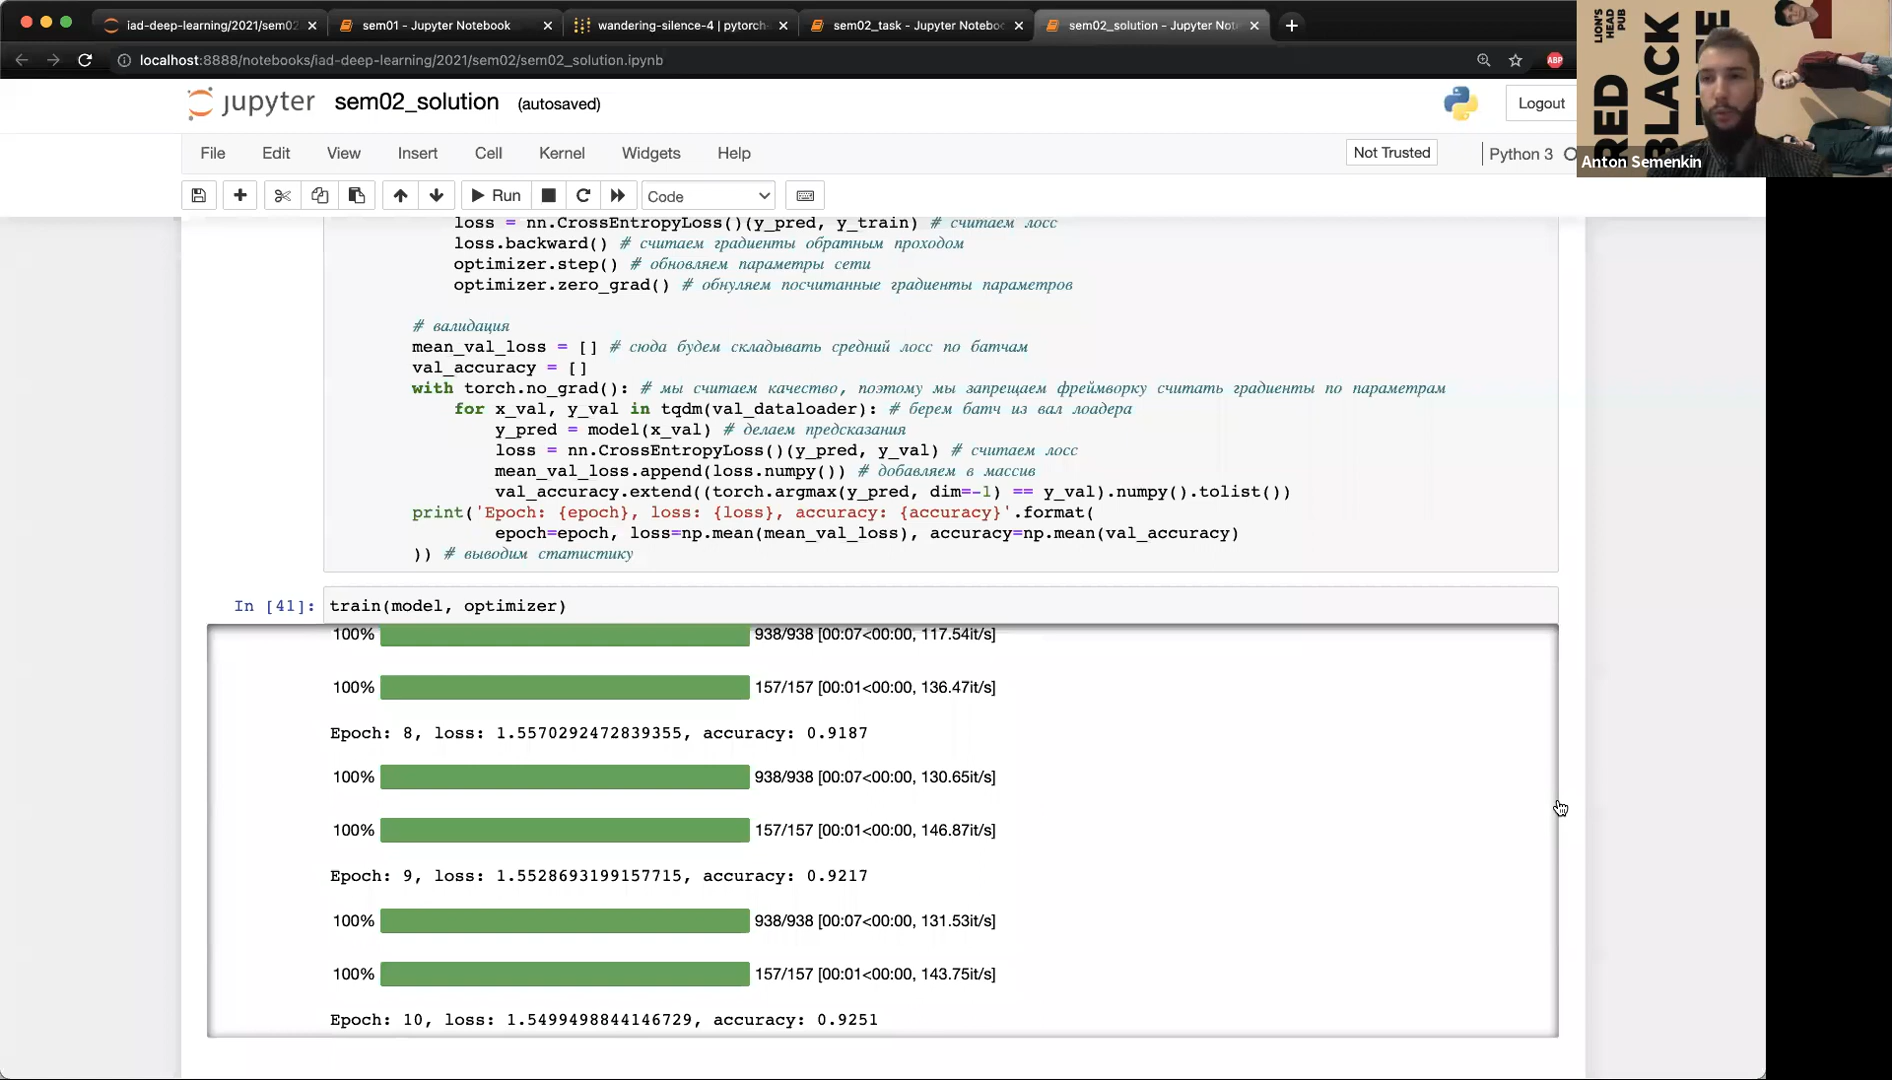 iad-deep-learning/2021/sem02
sem01 - Jupyter Notebook
wandering-silence-4 | pytorch-
sem02_task - Jupyter Notebo
sem02_solution - Jupyter Not
localhost:8888/notebooks/iad-deep-learning/2021/sem02/sem02_solution.ipynb
ABP
LION'S
HEAD
PUB
RED
BLACK
Anton Semenkin
jupyter
sem02_solution (autosaved)
Logout
File Edit View Insert Cell Kernel Widgets Help
Not Trusted
Python 3
Run
Code
loss = nn.CrossEntropyLoss()(y_pred, y_train) # считаем лосс
loss.backward() # считаем градиенты обратным проходом
optimizer.step() # обновляем параметры сети
optimizer.zero_grad() # обнуляем посчитанные градиенты параметров
# валидация
mean_val_loss = [] # сюда будем складывать средний лосс по батчам
val_accuracy = []
with torch.no_grad(): # мы считаем качество, поэтому мы запрещаем фреймворку считать градиенты по параметрам
for x_val, y_val in tqdm(val_dataloader): # берем батч из вал лоадера
y_pred = model(x_val) # делаем предсказания
loss = nn.CrossEntropyLoss()(y_pred, y_val) # считаем лосс
mean_val_loss.append(loss.numpy()) # добавляем в массив
val_accuracy.extend((torch.argmax(y_pred, dim=-1) == y_val).numpy().tolist())
print('Epoch: {epoch}, loss: {loss}, accuracy: {accuracy}'.format(
epoch=epoch, loss=np.mean(mean_val_loss), accuracy=np.mean(val_accuracy)
)) # выводим статистику
In [41]: train(model, optimizer)
100% 938/938 [00:07<00:00, 117.54it/s]
100% 157/157 [00:01<00:00, 136.47it/s]
Epoch: 8, loss: 1.5570292472839355, accuracy: 0.9187
100% 938/938 [00:07<00:00, 130.65it/s]
100% 157/157 [00:01<00:00, 146.87it/s]
Epoch: 9, loss: 1.5528693199157715, accuracy: 0.9217
100% 938/938 [00:07<00:00, 131.53it/s]
100% 157/157 [00:01<00:00, 143.75it/s]
Epoch: 10, loss: 1.5499498844146729, accuracy: 0.9251